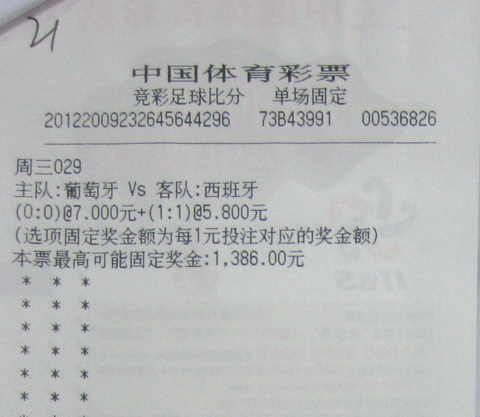 21
中国体育彩票
竞彩足球比分 单场固定
20122009232645644296 73B43991 00536826
周三029
主队:葡萄牙 Vs 客队:西班牙
(0:0)@7.000元+(1:1)@5.800元
(选项固定奖金额为每1元投注对应的奖金额)
本票最高可能固定奖金:1,386.00元
* * *
* * *
* * *
* * *
* * *
* * *
* * *